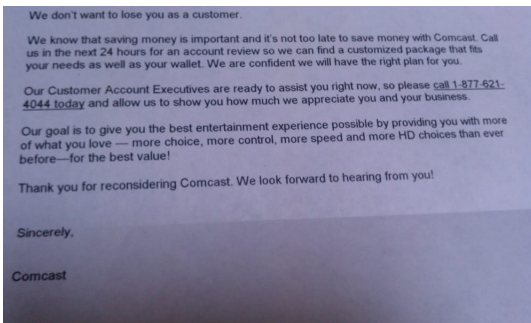 We don't want to lose you as a customer.
We know that saving money is important and it's not too late to save money with Comcast. Call
us in the next 24 hours for an account review so we can find a customized package that fits
your needs as well as your wallet. We are confident we will have the right plan for you.
Our Customer Account Executives are ready to assist you right now, so please call 1-877-621-
4044 today and allow us to show you how much we appreciate you and your business.
Our goal is to give you the best entertainment experience possible by providing you with more
of what you love — more choice, more control, more speed and more HD choices than ever
before—for the best value!
Thank you for reconsidering Comcast. We look forward to hearing from you!
Sincerely,
Comcast